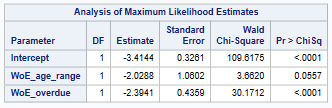 Analysis of Maximum Likelihood Estimates
Parameter DF Estimate Standard Error Wald Chi-Square Pr > ChiSq
Intercept 1 -3.4144 0.3261 109.6175 <.0001
WoE_age_range 1 -2.0288 1.0602 3.6620 0.0557
WoE_overdue 1 -2.3941 0.4359 30.1712 <.0001